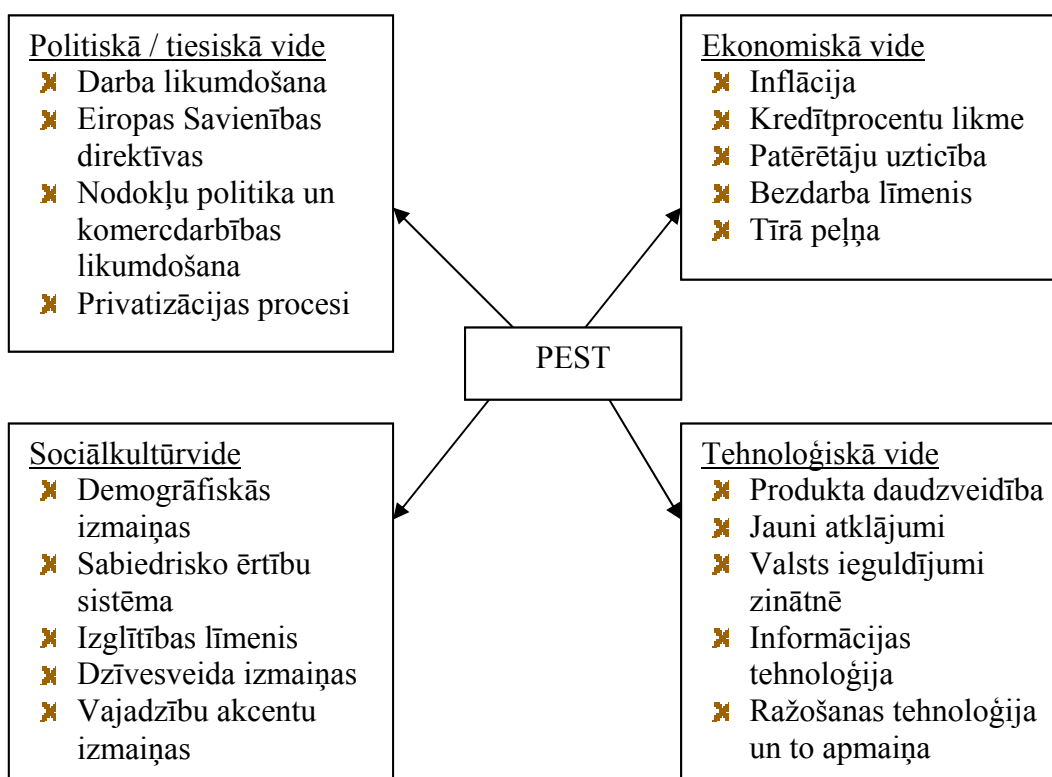 Politiskā / tiesiskā vide
Darba likumdošana
Eiropas Savienības
direktīvas
Nodokļu politika un
komercdarbības
likumdošana
Privatizācijas procesi
Ekonomiskā vide
Inflācija
Kredītprocentu likme
Patērētāju uzticība
Bezdarba līmenis
Tīrā peļņa
PEST
Sociālkultūrvide
Demogrāfiskās
izmaiņas
Sabiedrisko ērtību
sistēma
Izglītības līmenis
Dzīvesveida izmaiņas
Vajadzību akcentu
izmaiņas
Tehnoloģiskā vide
Produkta daudzveidība
Jauni atklājumi
Valsts ieguldījumi
zinātnē
Informācijas
tehnoloģija
Ražošanas tehnoloģija
un to apmaiņa